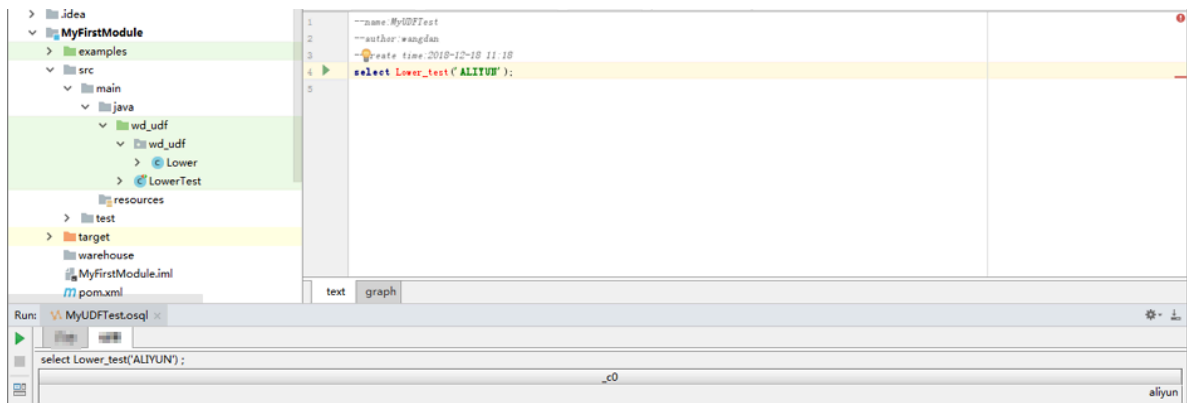 .idea
MyFirstModule
examples
src
main
java
wd_udf
wd_udf
Lower
LowerTest
resources
test
target
warehouse
MyFirstModule.iml
pom.xml
1 --name:MyUDFTest
2 --author:wangdan
3 --create time:2018-12-18 11:18
4 select Lower_test('ALIYUN');
5
text graph
Run: MyUDFTest.osql
select Lower_test('ALIYUN') ;
_c0
aliyun